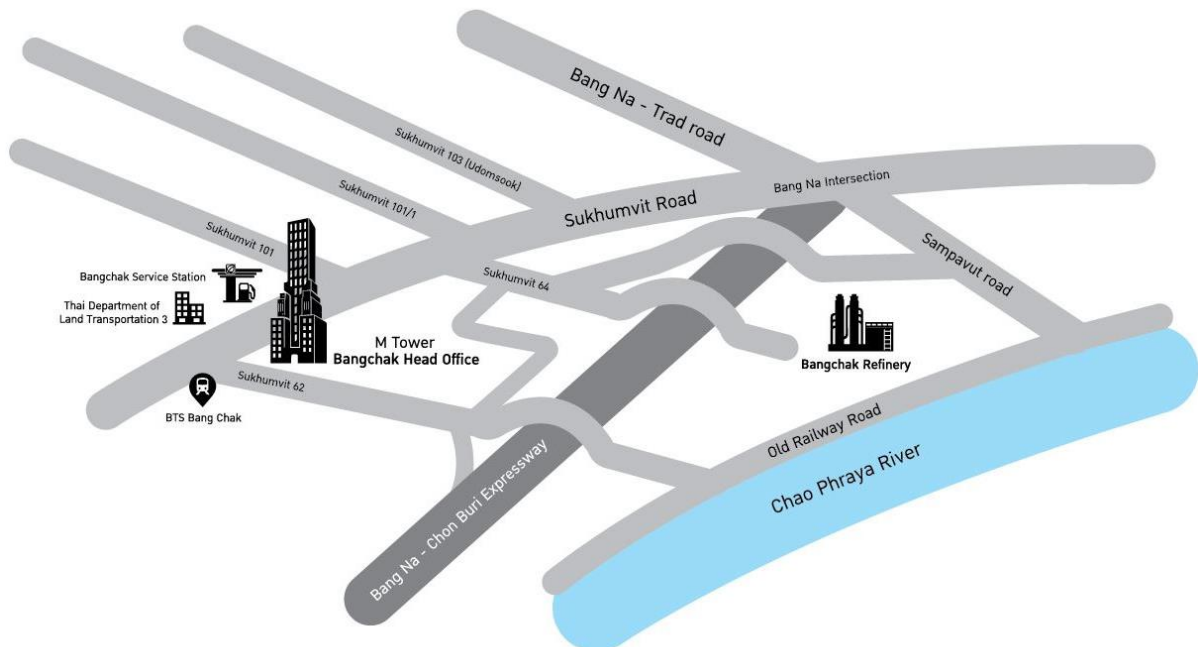 Bang Na - Trad road
Sukhumvit 103 (Udomsook)
Sukhumvit 101/1
Sukhumvit 101
Bang Na Intersection
Sukhumvit Road
Sampavut road
Sukhumvit 64
Bangchak Service Station
Thai Department of
Land Transportation 3
M Tower
Bangchak Head Office
Bangchak Refinery
Sukhumvit 62
BTS Bang Chak
Old Railway Road
Chao Phraya River
Bang Na - Chon Buri Expressway